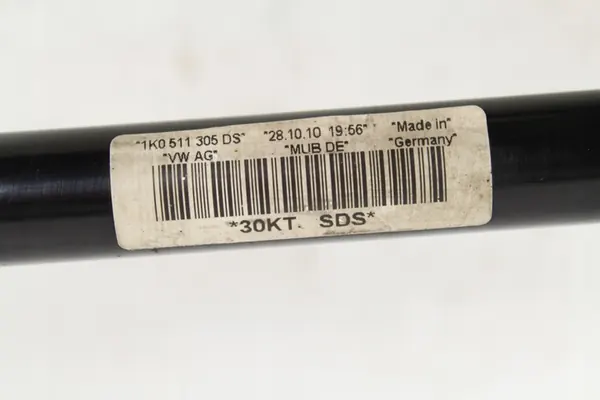 "1K0 511 305 DS" "28.10.10 19:56" "Made in"
"VW AG" "MUB DE" "Germany"
*30KT. SDS*